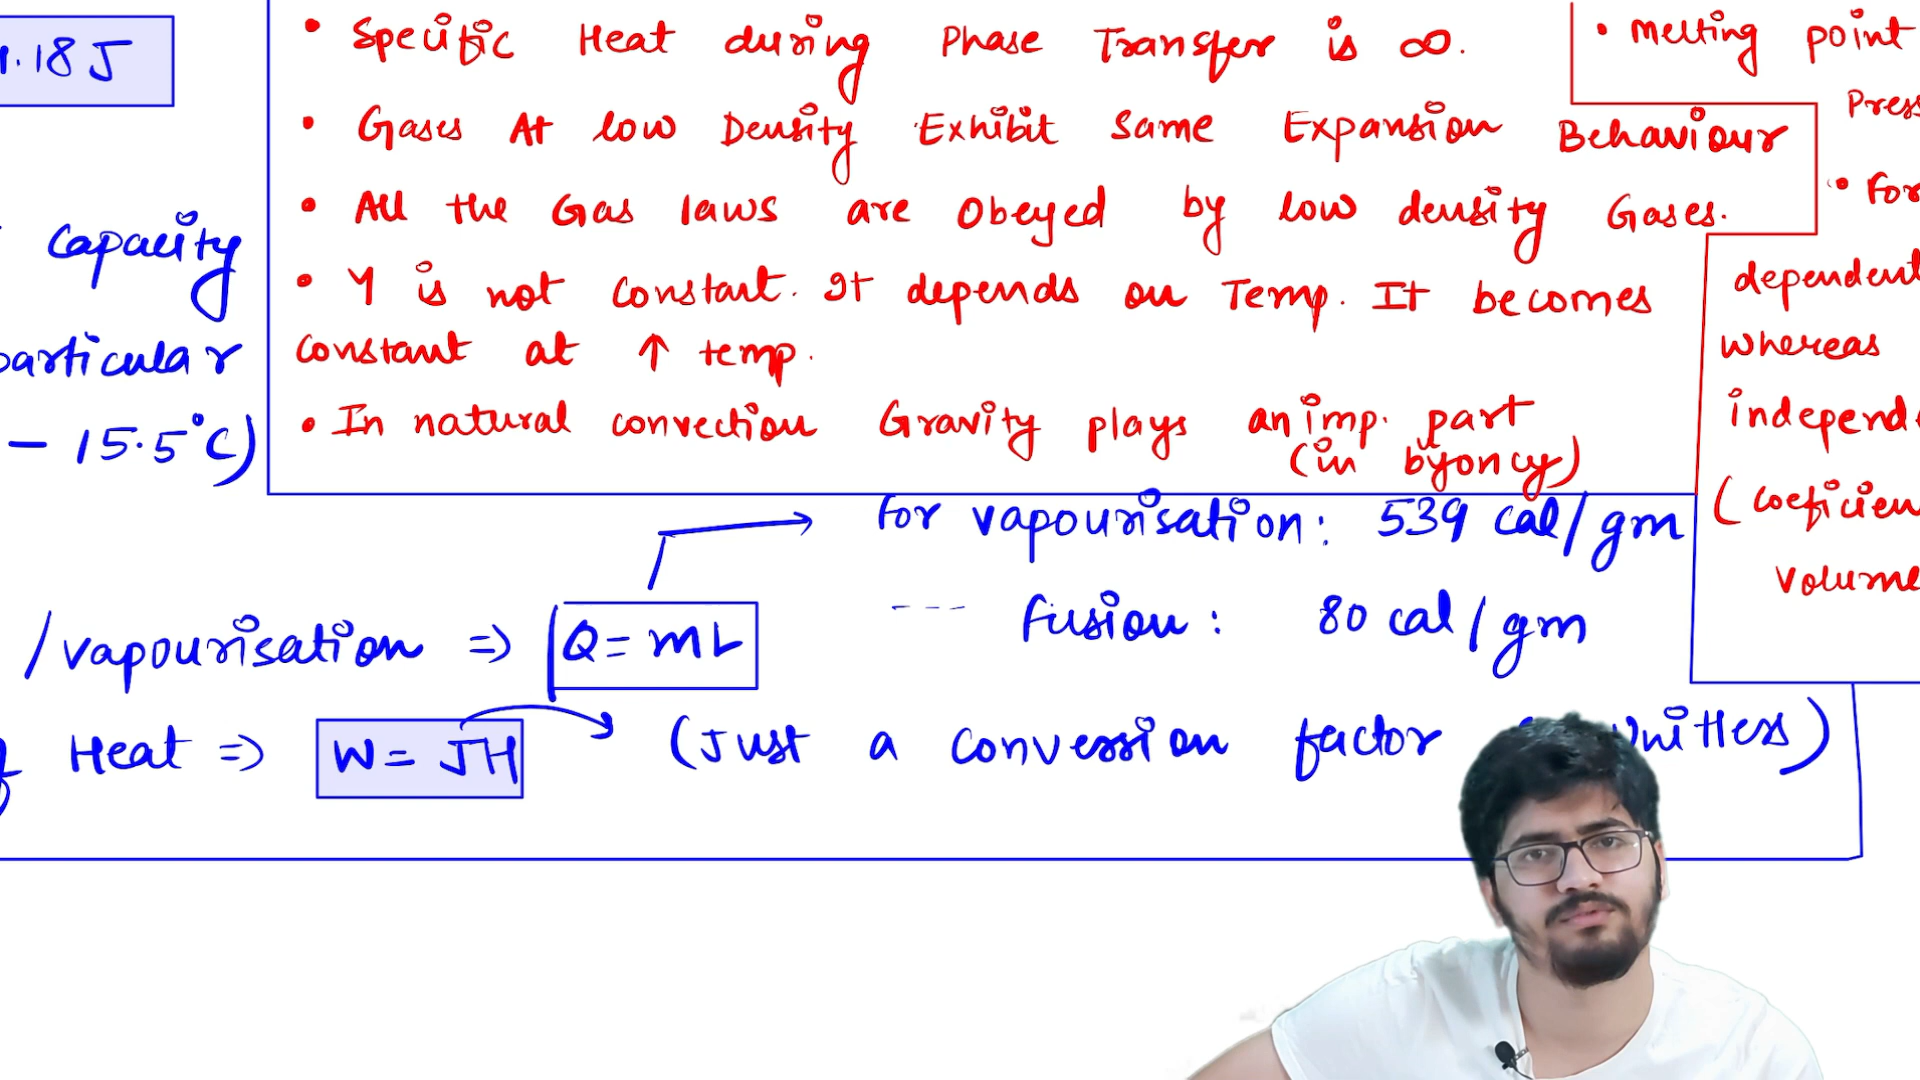 .18 J
• Specific Heat during Phase Transfer is ∞.
• Gases At low Density Exhibit Same Expansion Behaviour
• All the Gas laws are Obeyed by low density Gases.
• Y is not constant. It depends on Temp. It becomes
constant at ↑ temp.
• In natural convection Gravity plays an imp. part
(in byoncy)
• Melting point
Press
• For
dependent
whereas
independ
(coeficien
volume
capacity
particular
– 15.5°C)
for vapourisation: 539 cal/gm
--- fusion: 80 cal/gm
/vapourisation ⇒ Q = mL
Heat ⇒ W = JH (Just a conversion factor unitless)